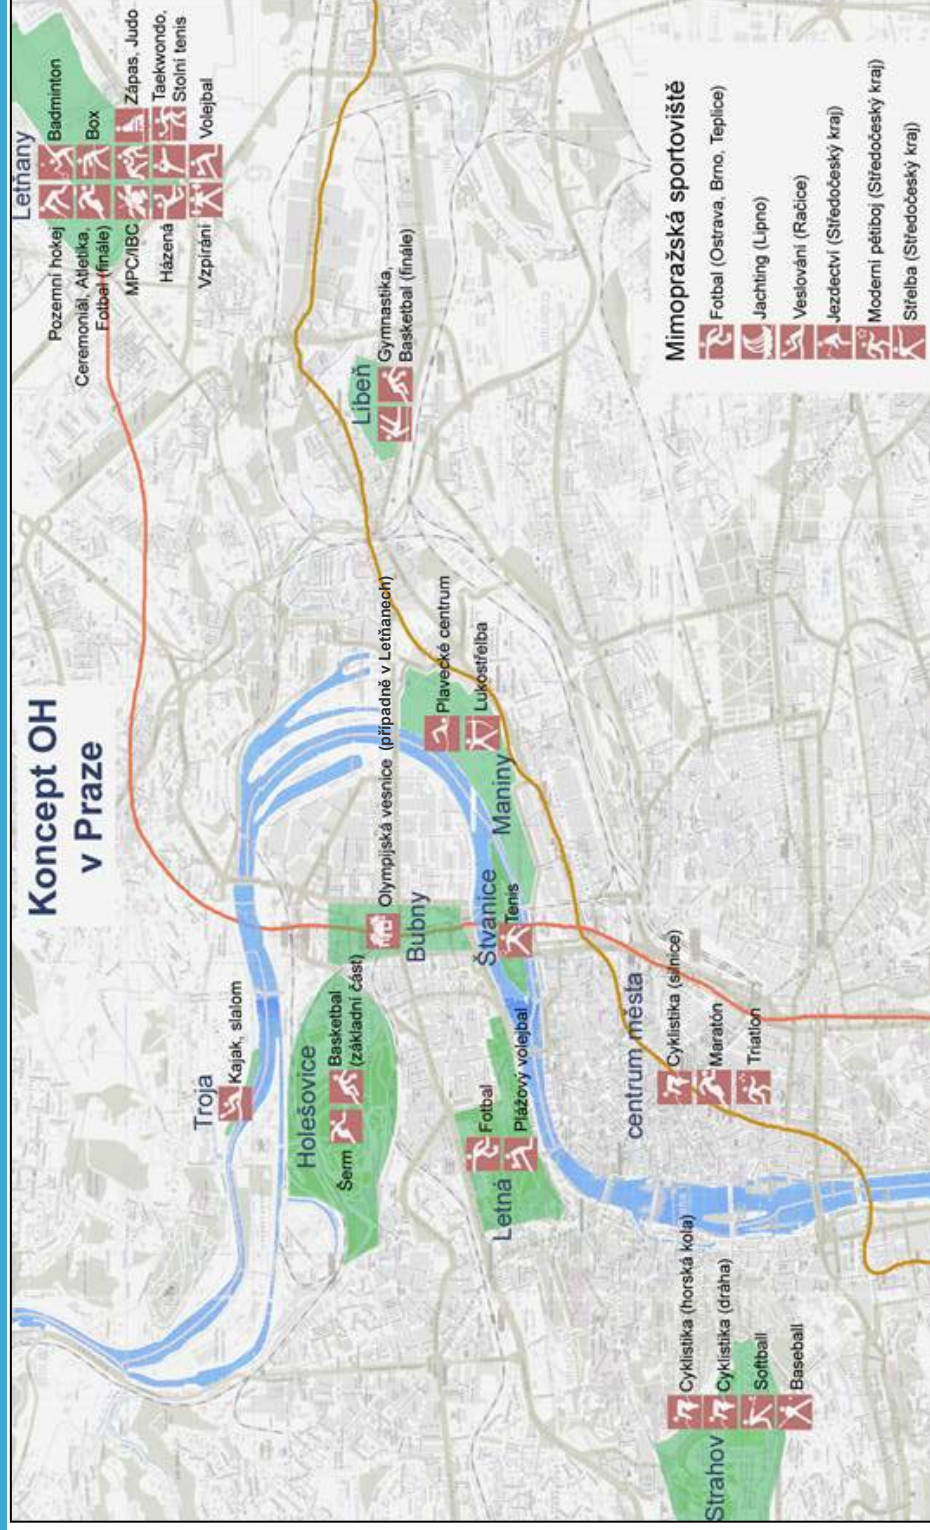 Koncept OH
v Praze
Letňany
Pozemní hokej
Badminton
Ceremoniál, Atletika,
Fotbal (finále)
Box
MPC/IBC
Zápas, Judo
Házená
Taekwondo,
Stolní tenis
Vzpírání
Volejbal
Troja
Kajak, slalom
Holešovice
Šerm
Basketbal
(základní část)
Bubny
Olympijská vesnice (případně v Letňanech)
Libeň
Gymnastika,
Basketbal (finále)
Letná
Fotbal
Plážový volejbal
Štvanice
Tenis
Maniny
Plavecké centrum
Lukostřelba
centrum města
Cyklistika (silnice)
Maratón
Triatlon
Strahov
Cyklistika (horská kola)
Cyklistika (dráha)
Softball
Baseball
Mimopražská sportoviště
Fotbal (Ostrava, Brno, Teplice)
Jachting (Lipno)
Veslování (Račice)
Jezdectví (Středočeský kraj)
Moderní pětiboj (Středočeský kraj)
Střelba (Středočeský kraj)